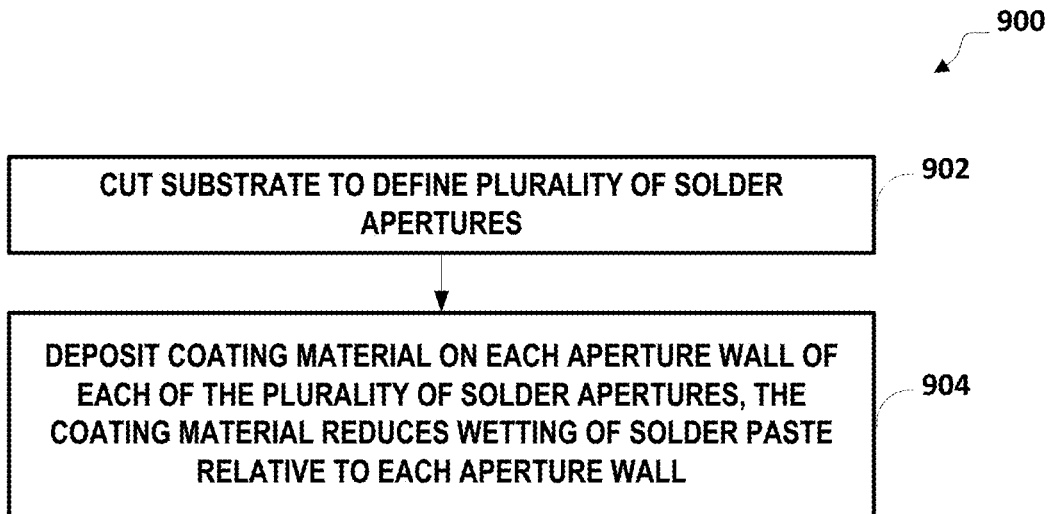 900
CUT SUBSTRATE TO DEFINE PLURALITY OF SOLDER
APERTURES
902
DEPOSIT COATING MATERIAL ON EACH APERTURE WALL OF
EACH OF THE PLURALITY OF SOLDER APERTURES, THE
COATING MATERIAL REDUCES WETTING OF SOLDER PASTE
RELATIVE TO EACH APERTURE WALL
904